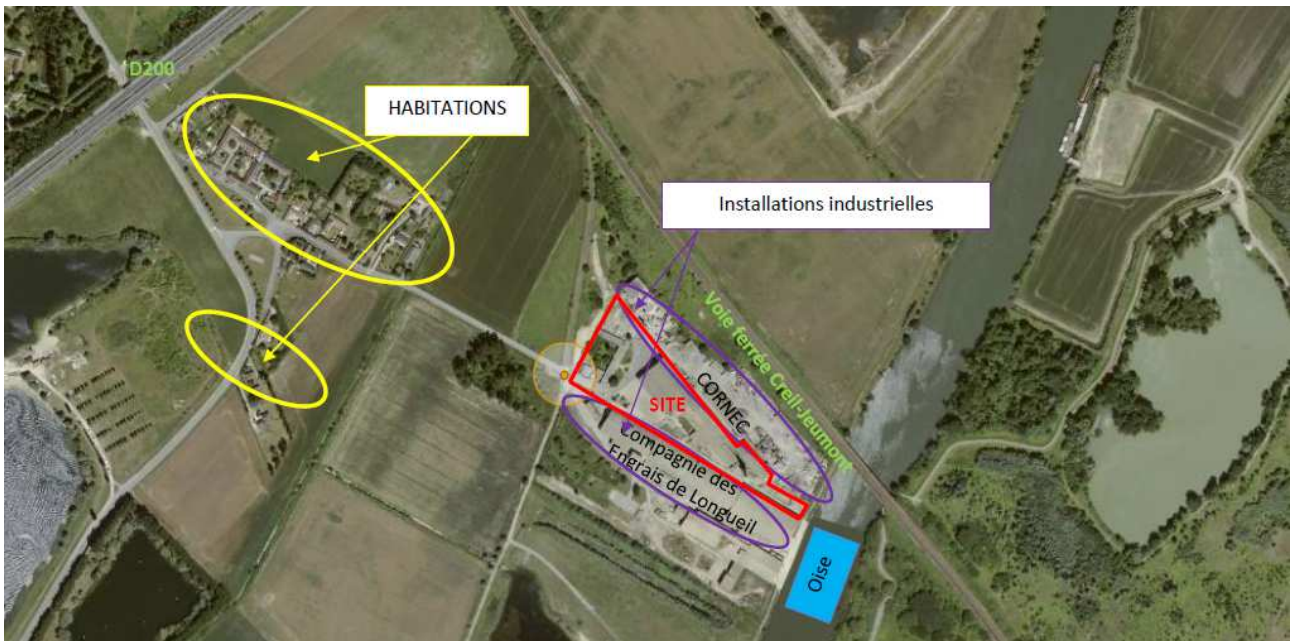 D200
HABITATIONS
Installations industrielles
Voie ferrée Creil-Jeumont
CORNEC
SITE
Compagnie des
Engrais de Longueil
Oise